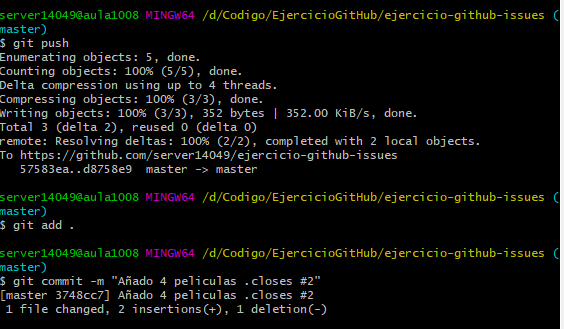 server14049@aula1008 MINGW64 /d/Codigo/EjercicioGitHub/ejercicio-github-issues (
master)
$ git push
Enumerating objects: 5, done.
Counting objects: 100% (5/5), done.
Delta compression using up to 4 threads.
Compressing objects: 100% (3/3), done.
Writing objects: 100% (3/3), 352 bytes | 352.00 KiB/s, done.
Total 3 (delta 2), reused 0 (delta 0)
remote: Resolving deltas: 100% (2/2), completed with 2 local objects.
To https://github.com/server14049/ejercicio-github-issues
   57583ea..d8758e9  master -> master
server14049@aula1008 MINGW64 /d/Codigo/EjercicioGitHub/ejercicio-github-issues (
master)
$ git add .
server14049@aula1008 MINGW64 /d/Codigo/EjercicioGitHub/ejercicio-github-issues (
master)
$ git commit -m "Añado 4 peliculas .closes #2"
[master 3748cc7] Añado 4 peliculas .closes #2
 1 file changed, 2 insertions(+), 1 deletion(-)